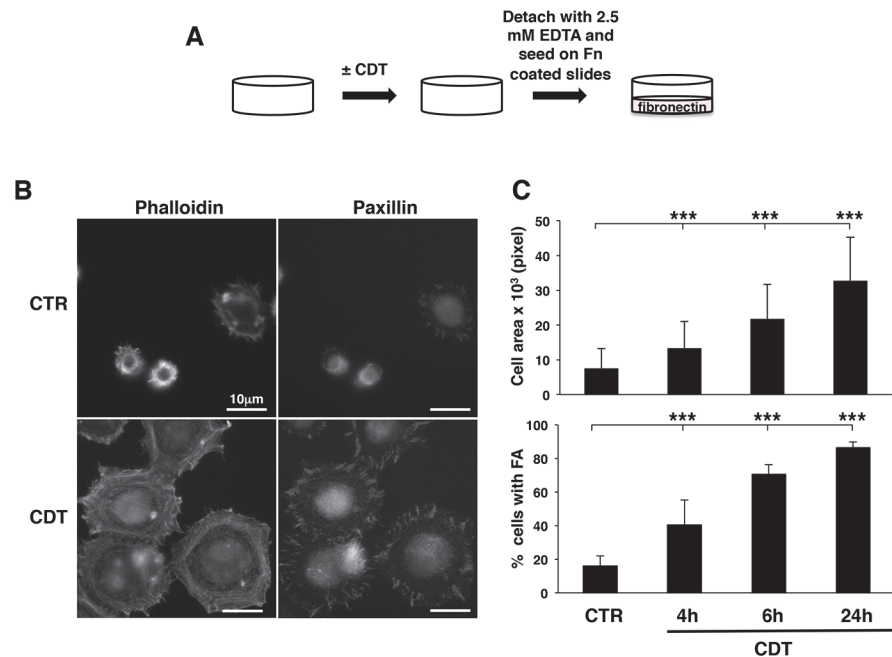 A
± CDT
Detach with 2.5
mM EDTA and
seed on Fn
coated slides
fibronectin
B
Phalloidin
Paxillin
CTR
10μm
CDT
C
Cell area x 10³ (pixel)
50
40
30
20
10
0
*** *** ***
% cells with FA
100
80
60
40
20
0
*** *** ***
CTR 4h 6h 24h
CDT